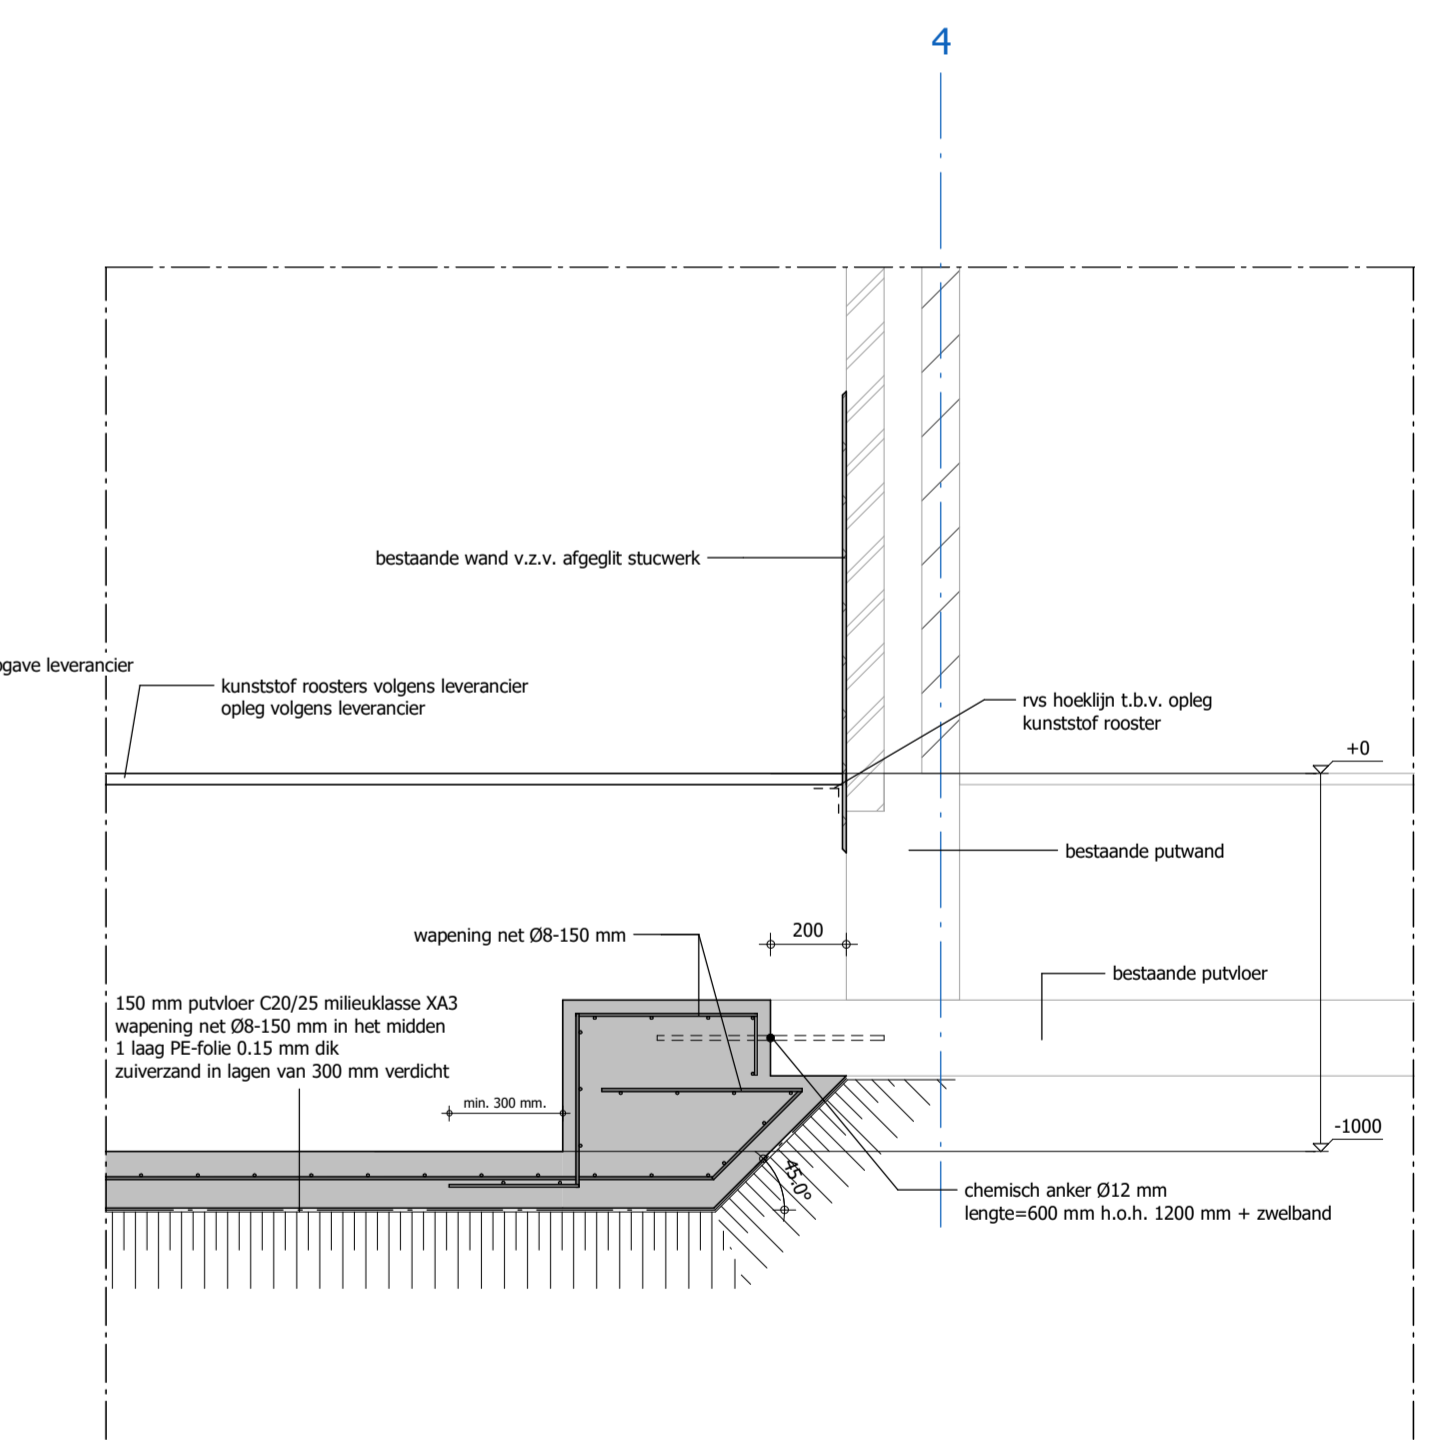 4
bestaande wand v.z.v. afgeglit stucwerk
leverancier
kunststof roosters volgens leverancier
opleg volgens leverancier
rvs hoeklijn t.b.v. opleg
kunststof rooster
+0
bestaande putwand
200
wapening net Ø8-150 mm
bestaande putvloer
150 mm putvloer C20/25 milieuklasse XA3
wapening net Ø8-150 mm in het midden
1 laag PE-folie 0.15 mm dik
zuiverzand in lagen van 300 mm verdicht
min. 300 mm.
-1000
45.0°
chemisch anker Ø12 mm
lengte=600 mm h.o.h. 1200 mm + zwelband